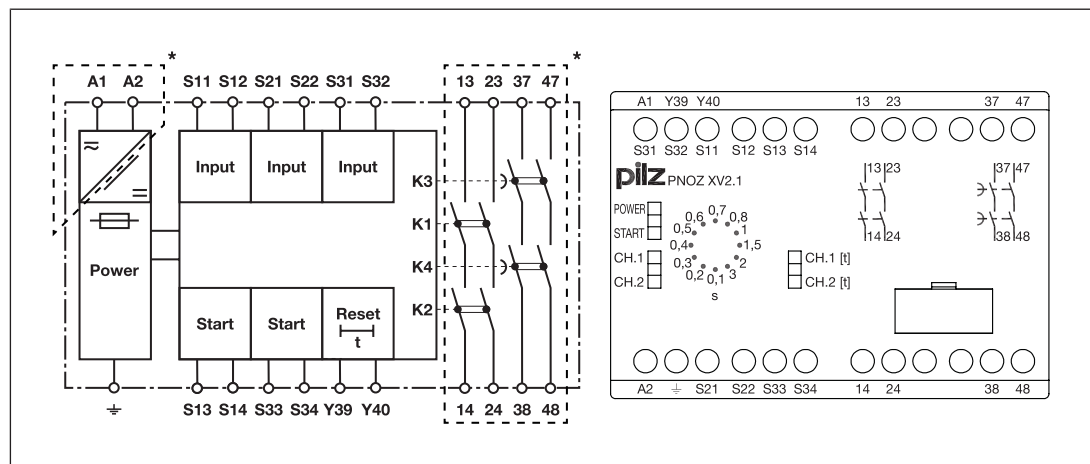 * *
A1 A2 S11 S12 S21 S22 S31 S32 13 23 37 47
Input Input Input
K3
K1
K4
K2
Power
Start Start Reset
t
S13 S14 S33 S34 Y39 Y40 14 24 38 48
A1 Y39 Y40 13 23 37 47
S31 S32 S11 S12 S13 S14
pilz PNOZ XV2.1
13 23 37 47
14 24 38 48
POWER
START
CH.1
CH.2
0,1 0,2 0,3 0,4 0,5 0,6 0,7 0,8 1 1,5 2 3
s
CH.1 [t]
CH.2 [t]
A2 S21 S22 S33 S34 14 24 38 48